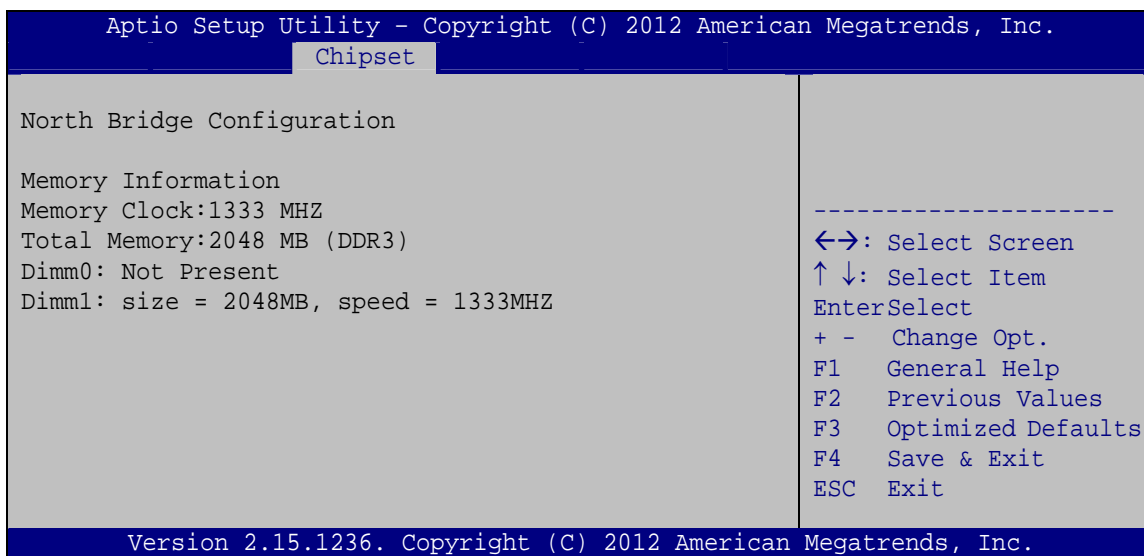 Aptio Setup Utility – Copyright (C) 2012 American Megatrends, Inc.
Chipset
North Bridge Configuration
Memory Information
Memory Clock:1333 MHZ
Total Memory:2048 MB (DDR3)
Dimm0: Not Present
Dimm1: size = 2048MB, speed = 1333MHZ
---------------------
←→: Select Screen
↑ ↓: Select Item
EnterSelect
+ - Change Opt.
F1 General Help
F2 Previous Values
F3 Optimized Defaults
F4 Save & Exit
ESC Exit
Version 2.15.1236. Copyright (C) 2012 American Megatrends, Inc.